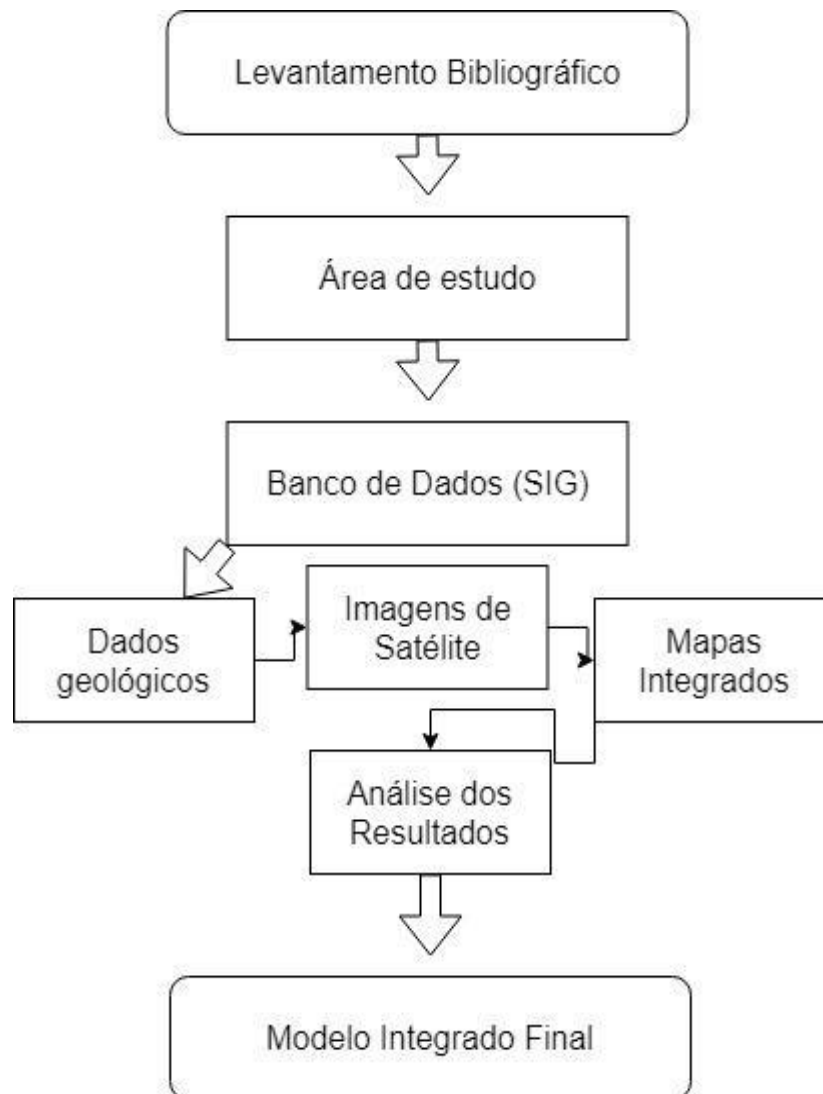 Levantamento Bibliográfico
Área de estudo
Banco de Dados (SIG)
Dados
geológicos
Imagens de
Satélite
Mapas
Integrados
Análise dos
Resultados
Modelo Integrado Final